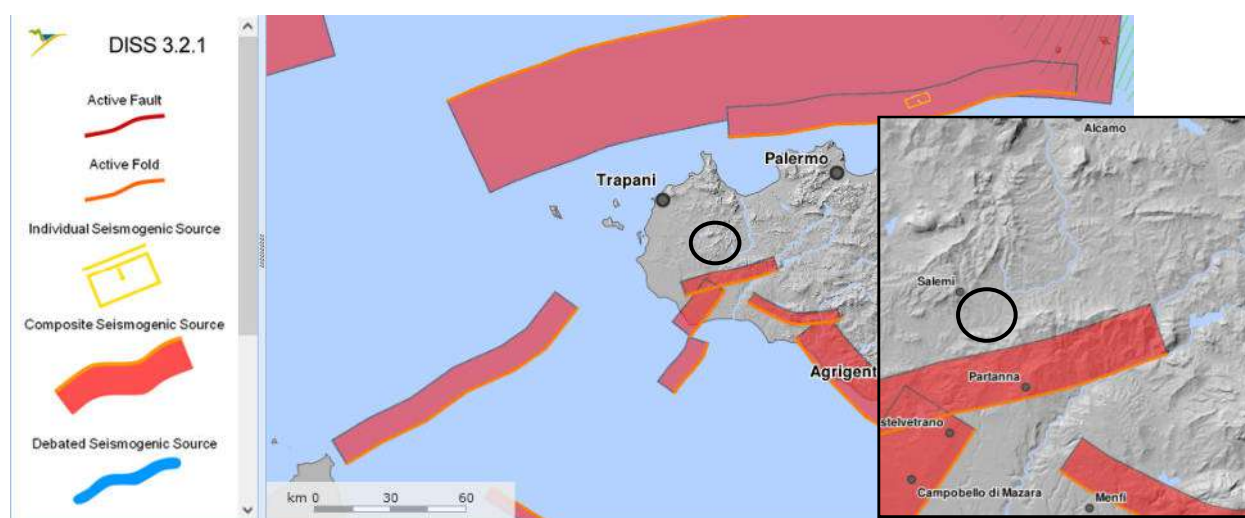 DISS 3.2.1
Active Fault
Active Fold
Individual Seismogenic Source
Composite Seismogenic Source
Debated Seismogenic Source
Trapani
Palermo
Agrigent
km 0 30 60
Alcamo
Salemi
Partanna
stelvetrano
Campobello di Mazara
Menfi